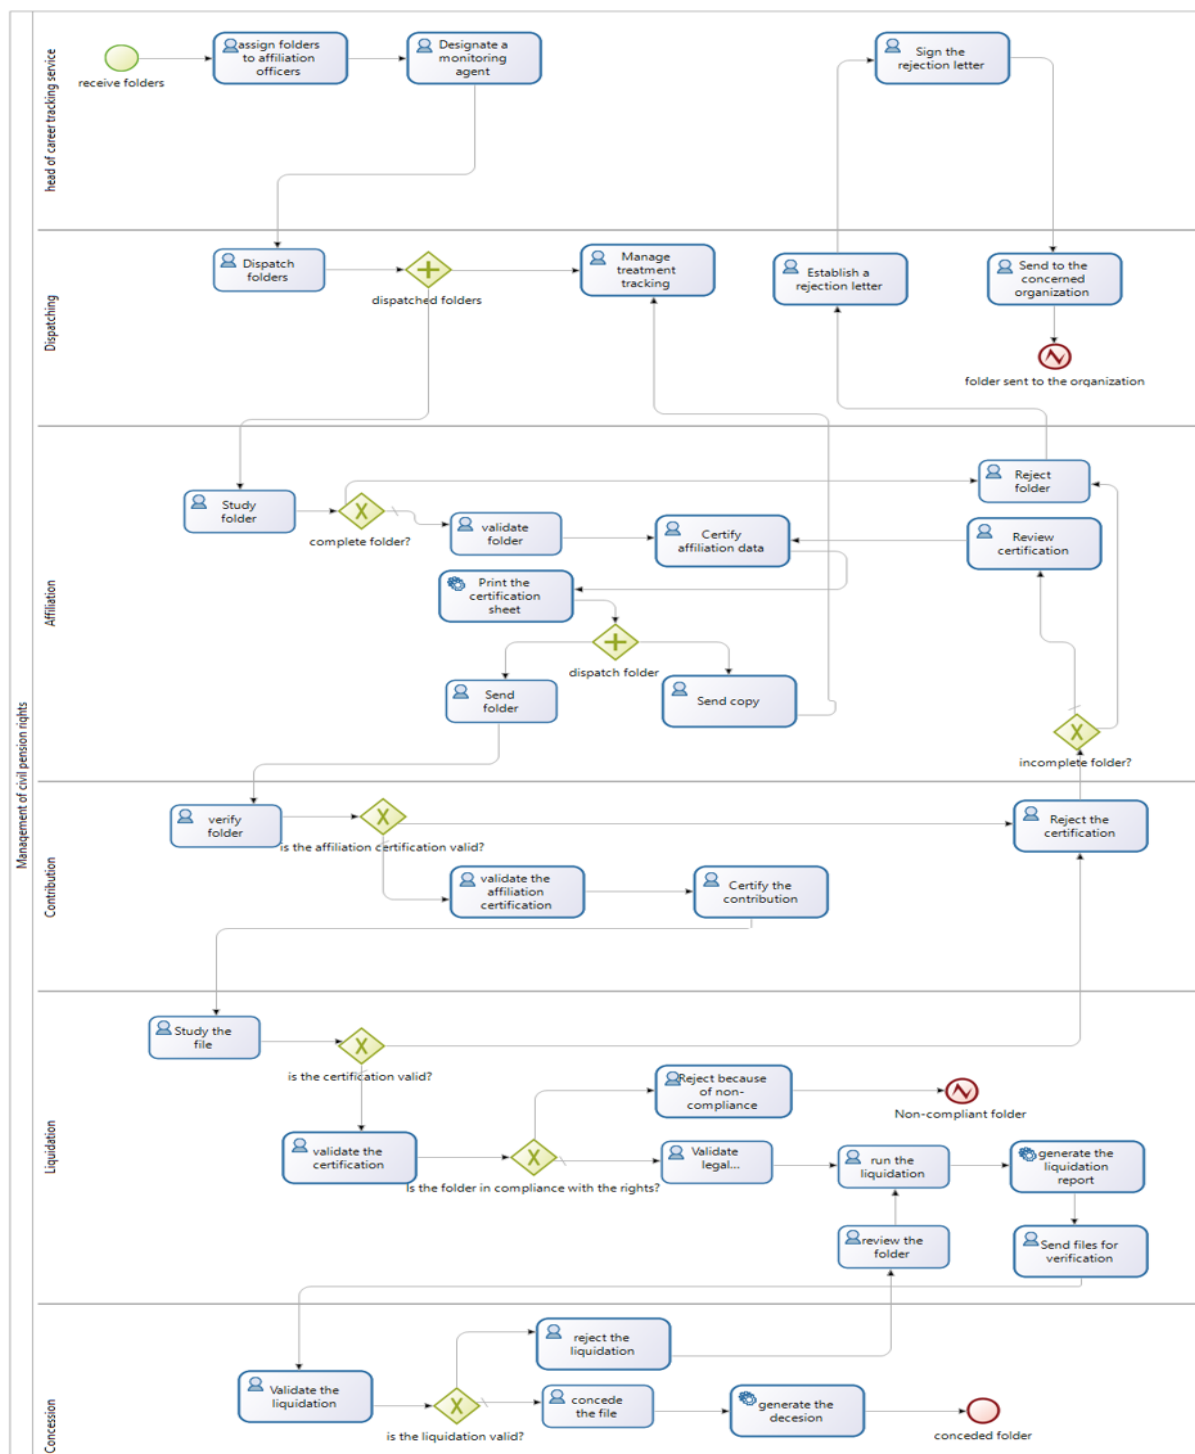 Management of civil pension rights
head of career tracking service
receive folders
assign folders
to affiliation
officers
Designate a
monitoring
agent
Sign the
rejection letter
Dispatching
Dispatch
folders
dispatched folders
Manage
treatment
tracking
Establish a
rejection letter
Send to the
concerned
organization
folder sent to the organization
Affiliation
Study
folder
complete folder?
validate
folder
Certify
affiliation data
Reject
folder
Review
certification
Print the
certification
sheet
dispatch folder
Send
folder
Send copy
incomplete folder?
Contribution
verify
folder
is the affiliation certification valid?
Reject the
certification
validate the
affiliation
certification
Certify the
contribution
Liquidation
Study the
file
is the certification valid?
Reject because
of non-
compliance
Non-compliant folder
validate the
certification
Is the folder in compliance with the rights?
Validate
legal...
run the
liquidation
generate the
liquidation
report
review the
folder
Send files for
verification
Concession
reject the
liquidation
Validate the
liquidation
is the liquidation valid?
concede
the file
generate the
decesion
conceded folder